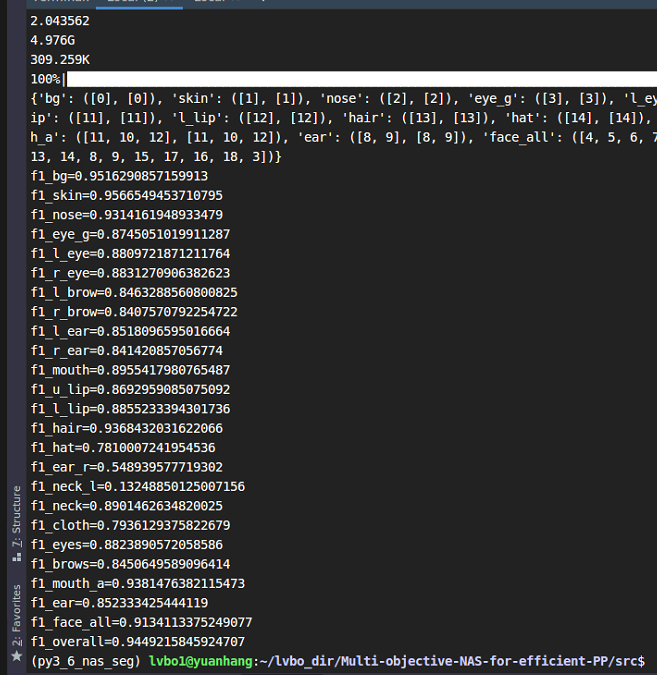 2.043562
4.976G
309.259K
100%|
{'bg': ([0], [0]), 'skin': ([1], [1]), 'nose': ([2], [2]), 'eye_g': ([3], [3]), 'l_ey
ip': ([11], [11]), 'l_lip': ([12], [12]), 'hair': ([13], [13]), 'hat': ([14], [14]),
h_a': ([11, 10, 12], [11, 10, 12]), 'ear': ([8, 9], [8, 9]), 'face_all': ([4, 5, 6, 7
13, 14, 8, 9, 15, 17, 16, 18, 3])}
f1_bg=0.9516290857159913
f1_skin=0.9566549453710795
f1_nose=0.9314161948933479
f1_eye_g=0.8745051019911287
f1_l_eye=0.8809721871211764
f1_r_eye=0.8831270906382623
f1_l_brow=0.8463288560800825
f1_r_brow=0.8407570792254722
f1_l_ear=0.8518096595016664
f1_r_ear=0.841420857056774
f1_mouth=0.8955417980765487
f1_u_lip=0.8692959085075092
f1_l_lip=0.8855233394301736
f1_hair=0.9368432031622066
f1_hat=0.7810007241954536
f1_ear_r=0.548939577719302
f1_neck_l=0.13248850125007156
f1_neck=0.8901462634820025
f1_cloth=0.7936129375822679
f1_eyes=0.8823890572058586
f1_brows=0.8450649589096414
f1_mouth_a=0.9381476382115473
f1_ear=0.852333425444119
f1_face_all=0.9134113375249077
f1_overall=0.9449215845924707
(py3_6_nas_seg) lvbo1@yuanhang:~/lvbo_dir/Multi-objective-NAS-for-efficient-PP/src$
7: Structure
2: Favorites